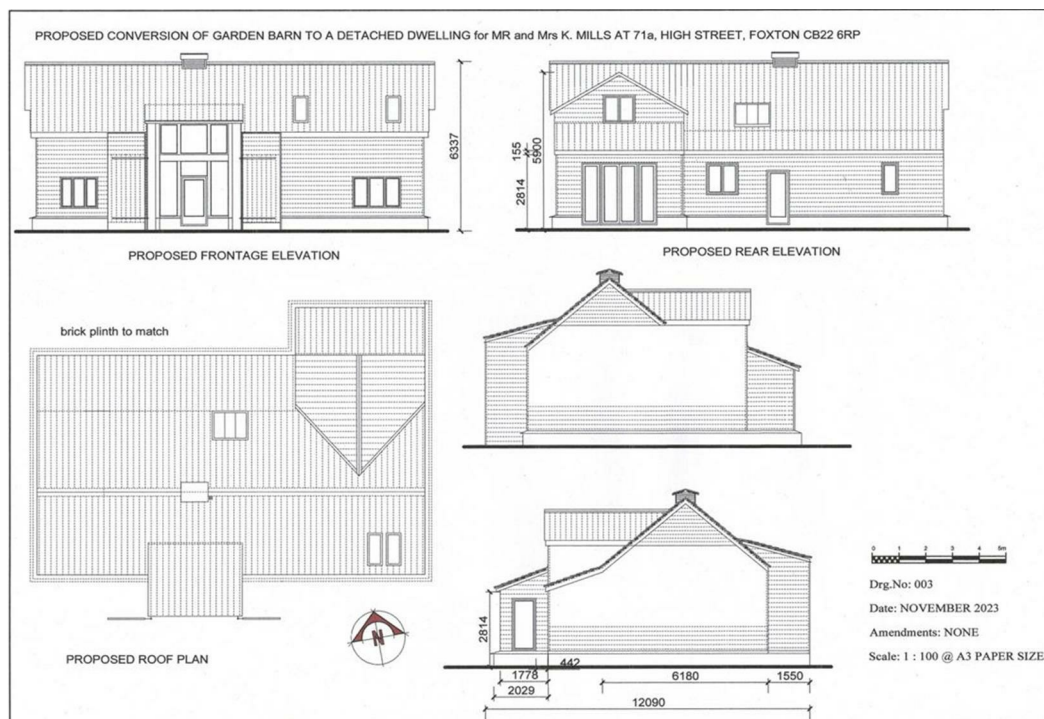 PROPOSED CONVERSION OF GARDEN BARN TO A DETACHED DWELLING for MR and Mrs K. MILLS AT 71a, HIGH STREET, FOXTON CB22 6RP
6337
155
5900
2814
PROPOSED FRONTAGE ELEVATION
PROPOSED REAR ELEVATION
brick plinth to match
N
PROPOSED ROOF PLAN
2814
442
1778
6180
1550
2029
12090
0 1 2 3 4 5m
Drg.No: 003
Date: NOVEMBER 2023
Amendments: NONE
Scale: 1 : 100 @ A3 PAPER SIZE